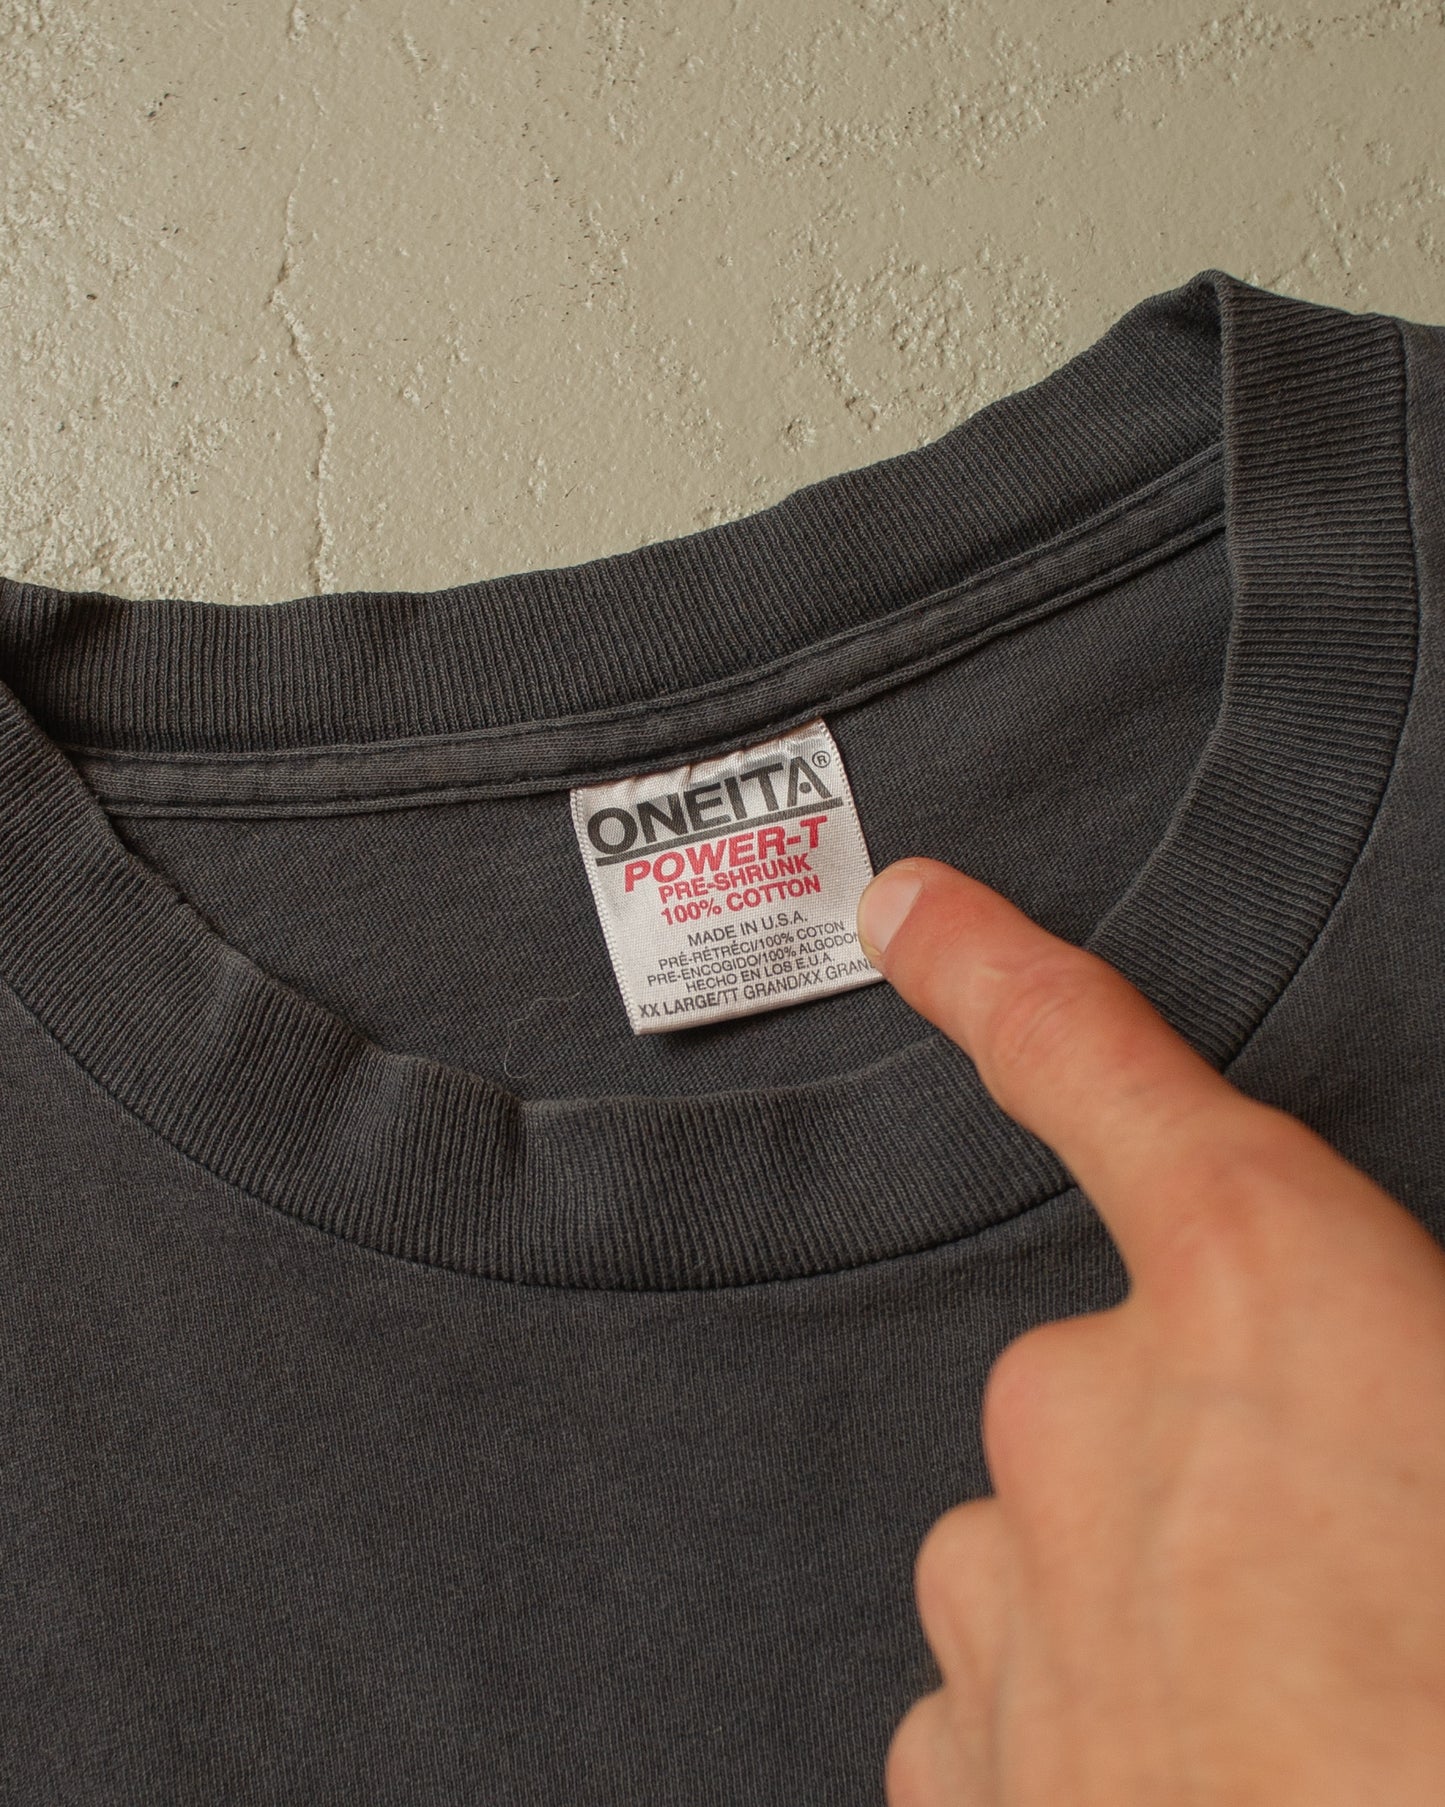 ONEITA®
POWER-T
PRE-SHRUNK
100% COTTON
MADE IN U.S.A.
PRÉ-RÉTRÉCI/100% COTON
PRE-ENCOGIDO/100% ALGODON
HECHO EN LOS E.U.A.
XX LARGE/TT GRAND/XX GRAN